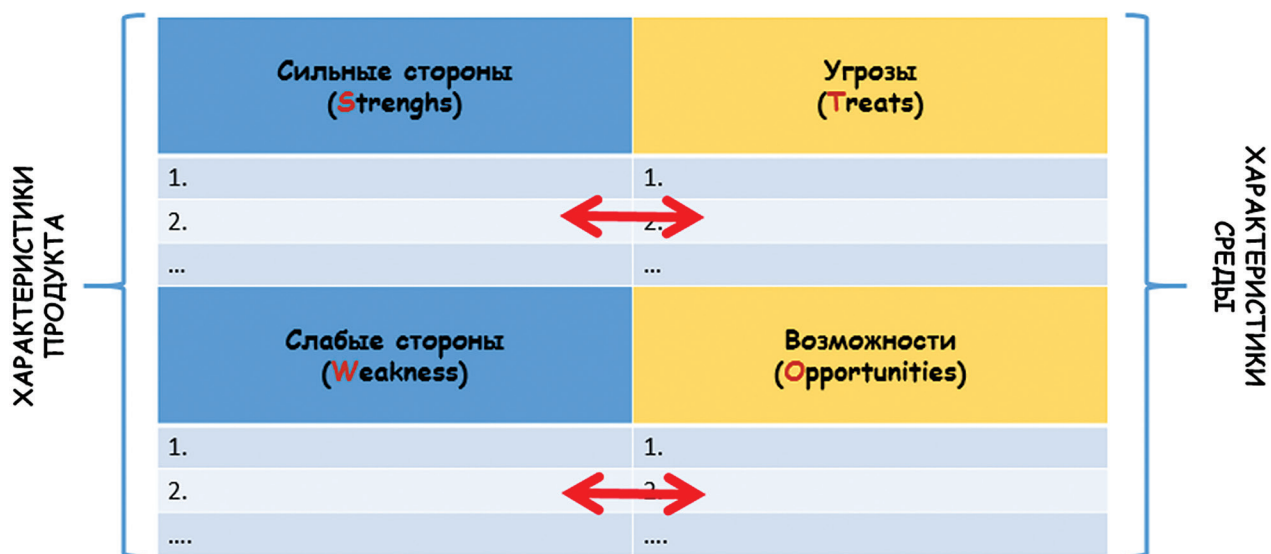 ХАРАКТЕРИСТИКИ
ПРОДУКТА
Сильные стороны
(Strenghs)
Угрозы
(Treats)
1.
1.
2.
2.
...
...
Слабые стороны
(Weakness)
Возможности
(Opportunities)
1.
1.
2.
2.
....
....
ХАРАКТЕРИСТИКИ
СРЕДЫ